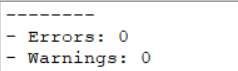 --------
- Errors: 0
- Warnings: 0